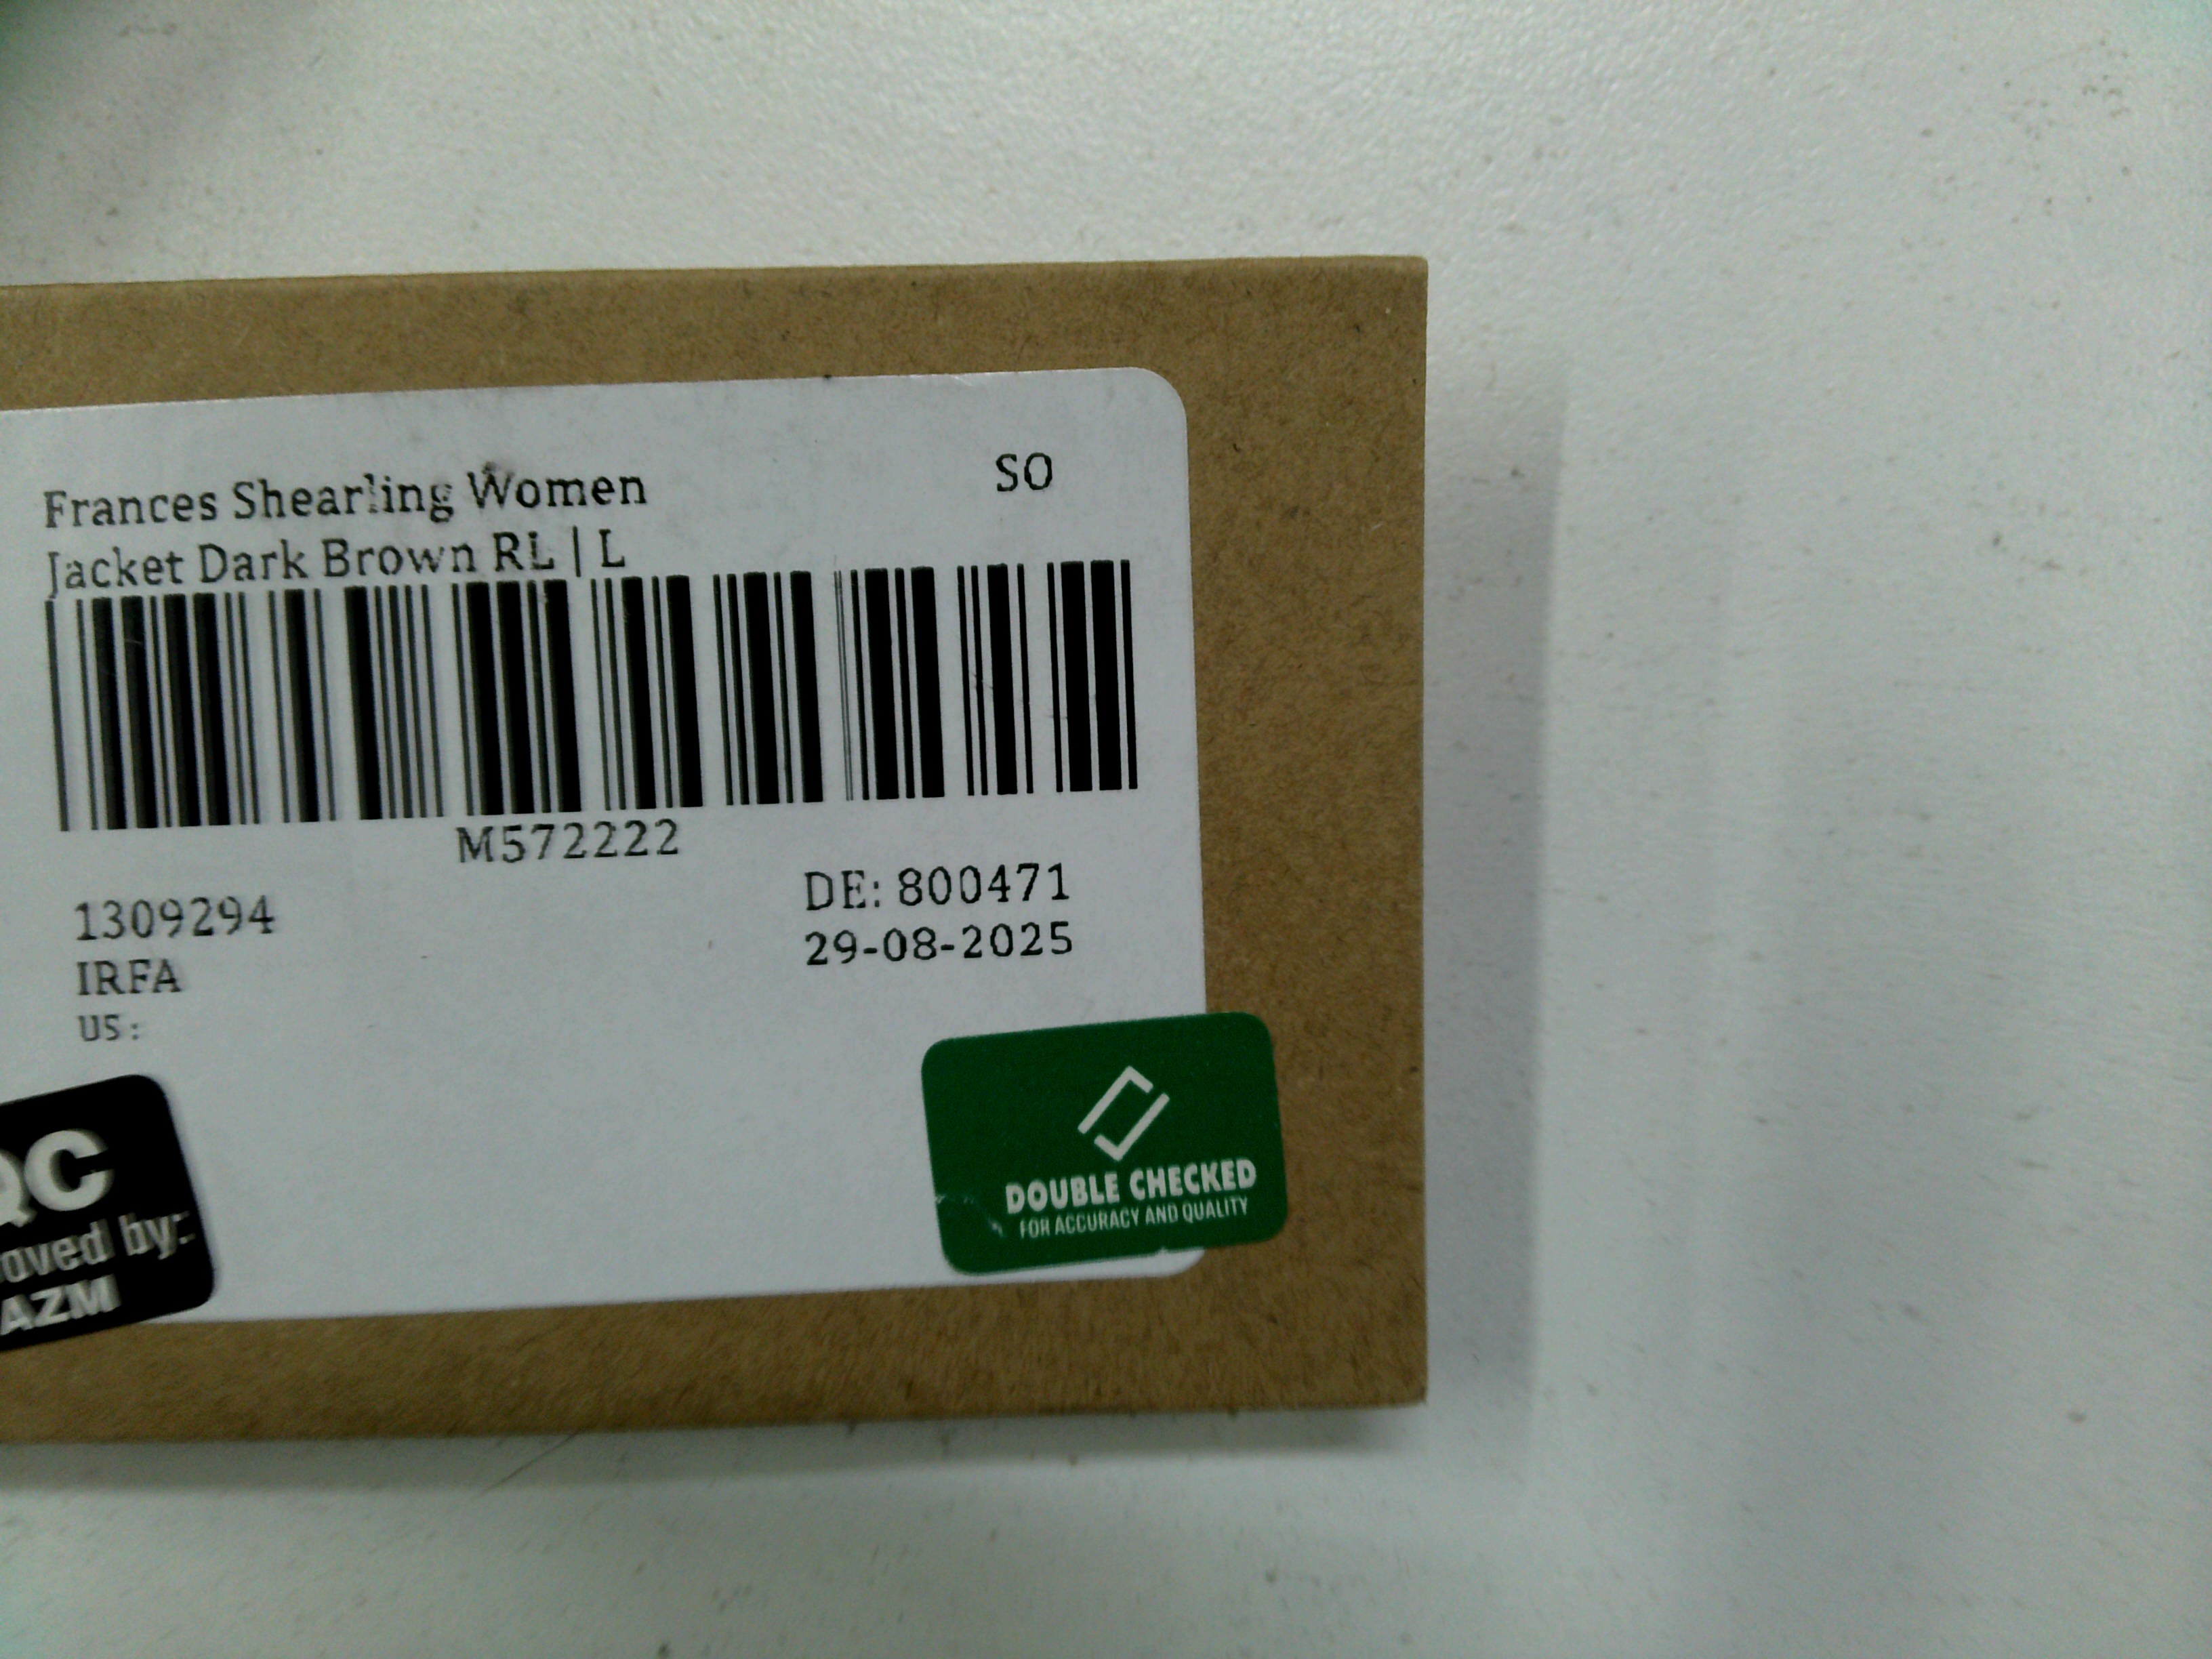 Frances Shearling Women
Jacket Dark Brown RL | L
SO
M572222
1309294
IRFA
US:
DE: 800471
29-08-2025
QC
oved by:
AZM
DOUBLE CHECKED
FOR ACCURACY AND QUALITY